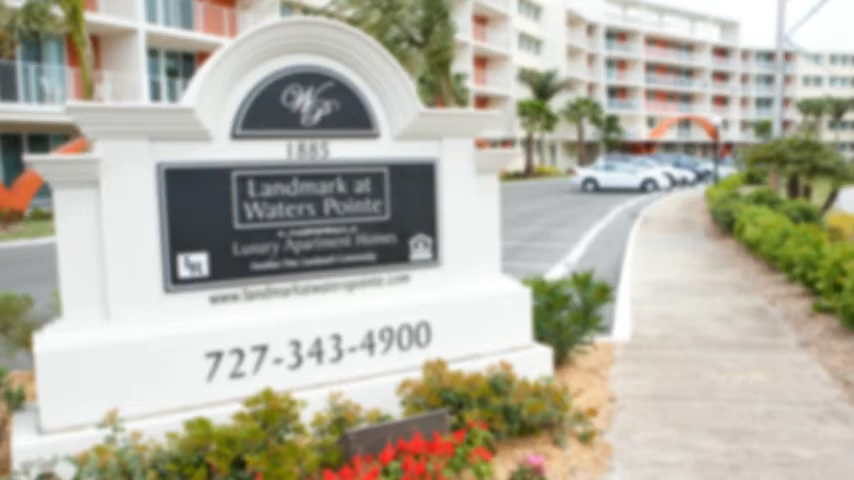 WP
1885
Landmark at
Waters Pointe
Luxury Apartment Homes
www.landmarkatwaterspointe.com
727-343-4900